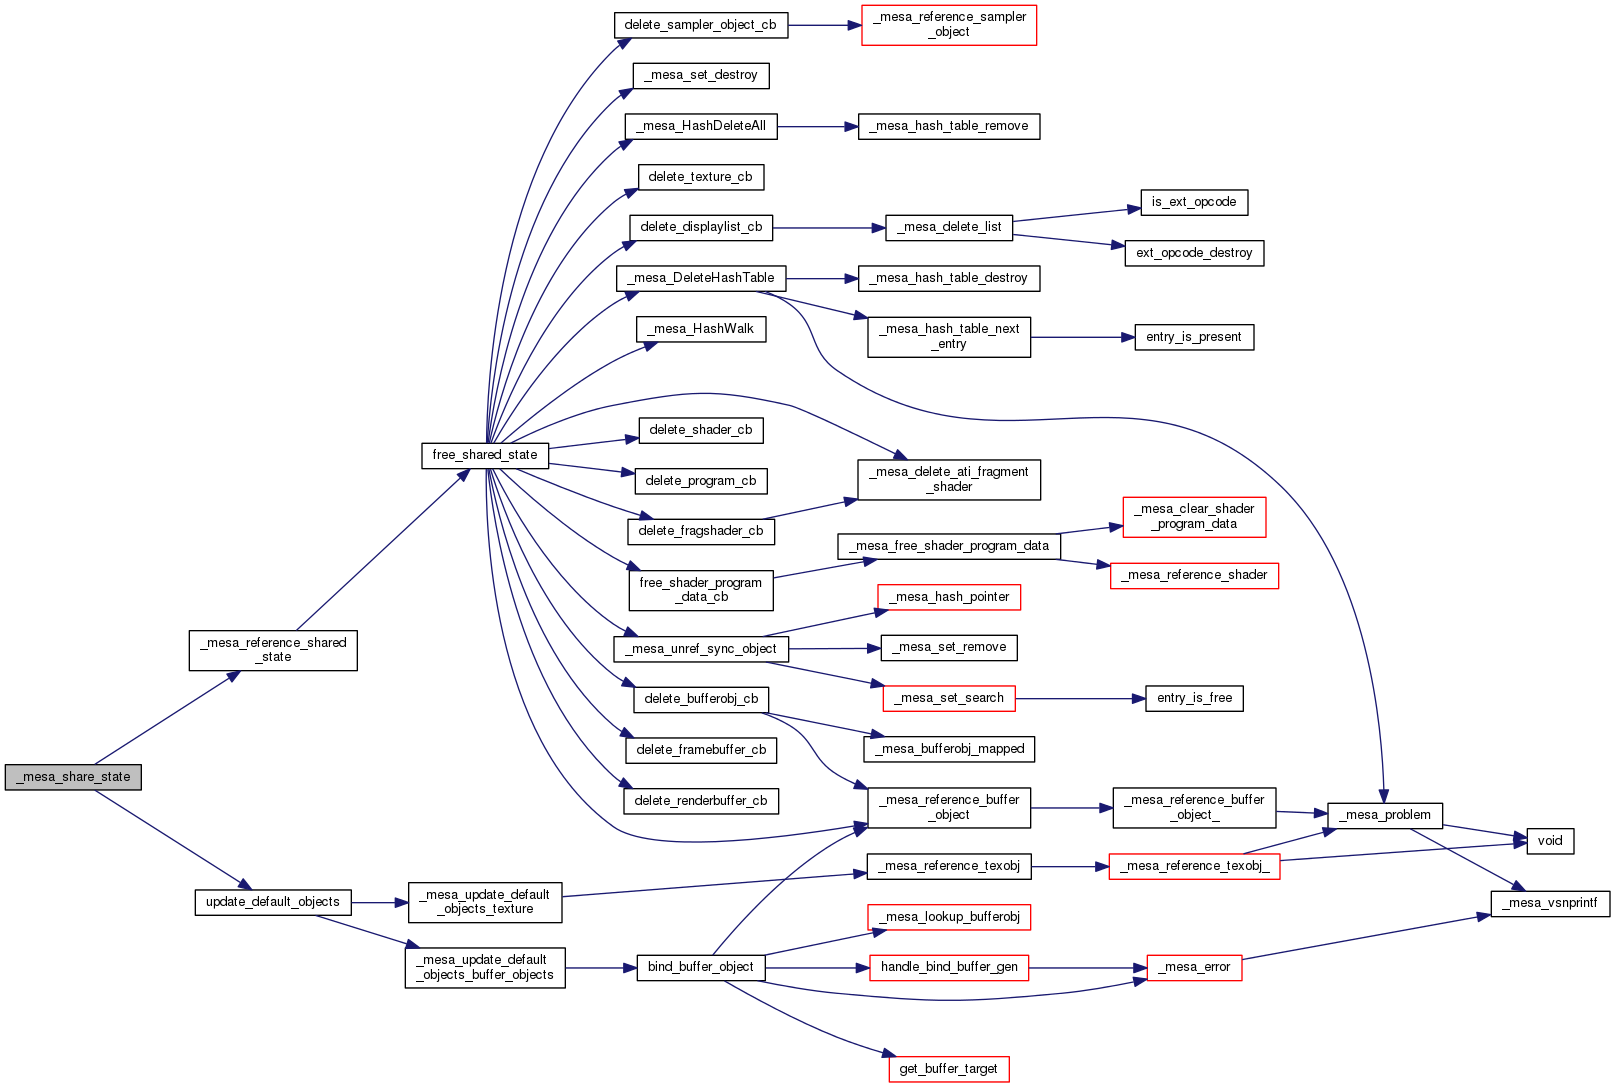 delete_sampler_object_cb
_mesa_reference_sampler
_object
_mesa_set_destroy
_mesa_HashDeleteAll
_mesa_hash_table_remove
delete_texture_cb
is_ext_opcode
delete_displaylist_cb
_mesa_delete_list
ext_opcode_destroy
_mesa_DeleteHashTable
_mesa_hash_table_destroy
_mesa_HashWalk
_mesa_hash_table_next
_entry
entry_is_present
delete_shader_cb
free_shared_state
_mesa_delete_ati_fragment
_shader
delete_program_cb
_mesa_clear_shader
_program_data
delete_fragshader_cb
_mesa_free_shader_program_data
_mesa_reference_shader
free_shader_program
_data_cb
_mesa_hash_pointer
_mesa_reference_shared
_state
_mesa_unref_sync_object
_mesa_set_remove
delete_bufferobj_cb
_mesa_set_search
entry_is_free
delete_framebuffer_cb
_mesa_bufferobj_mapped
_mesa_share_state
delete_renderbuffer_cb
_mesa_reference_buffer
_object
_mesa_reference_buffer
_object_
_mesa_problem
void
_mesa_reference_texobj
_mesa_reference_texobj_
update_default_objects
_mesa_update_default
_objects_texture
_mesa_vsnprintf
_mesa_lookup_bufferobj
_mesa_update_default
_objects_buffer_objects
bind_buffer_object
handle_bind_buffer_gen
_mesa_error
get_buffer_target